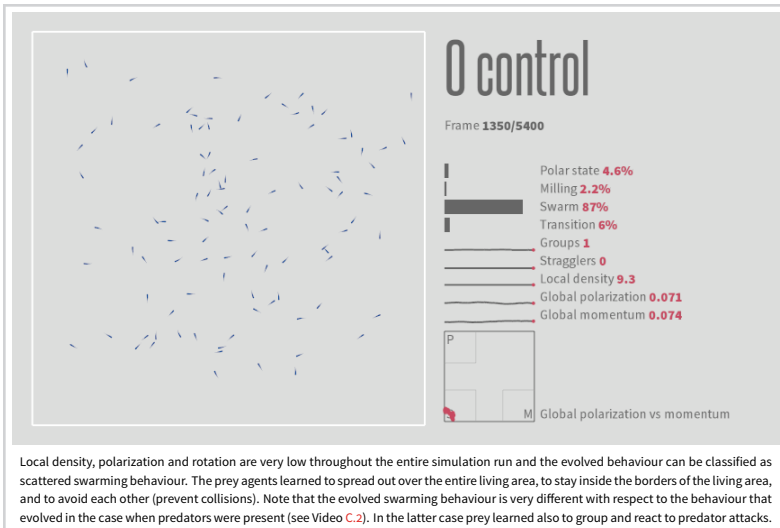 0 control
Frame 1350/5400
Polar state 4.6%
Milling 2.2%
Swarm 87%
Transition 6%
Groups 1
Stragglers 0
Local density 9.3
Global polarization 0.071
Global momentum 0.074
P
M Global polarization vs momentum
Local density, polarization and rotation are very low throughout the entire simulation run and the evolved behaviour can be classified as
scattered swarming behaviour. The prey agents learned to spread out over the entire living area, to stay inside the borders of the living area,
and to avoid each other (prevent collisions). Note that the evolved swarming behaviour is very different with respect to the behaviour that
evolved in the case when predators were present (see Video C.2). In the latter case prey learned also to group and react to predator attacks.